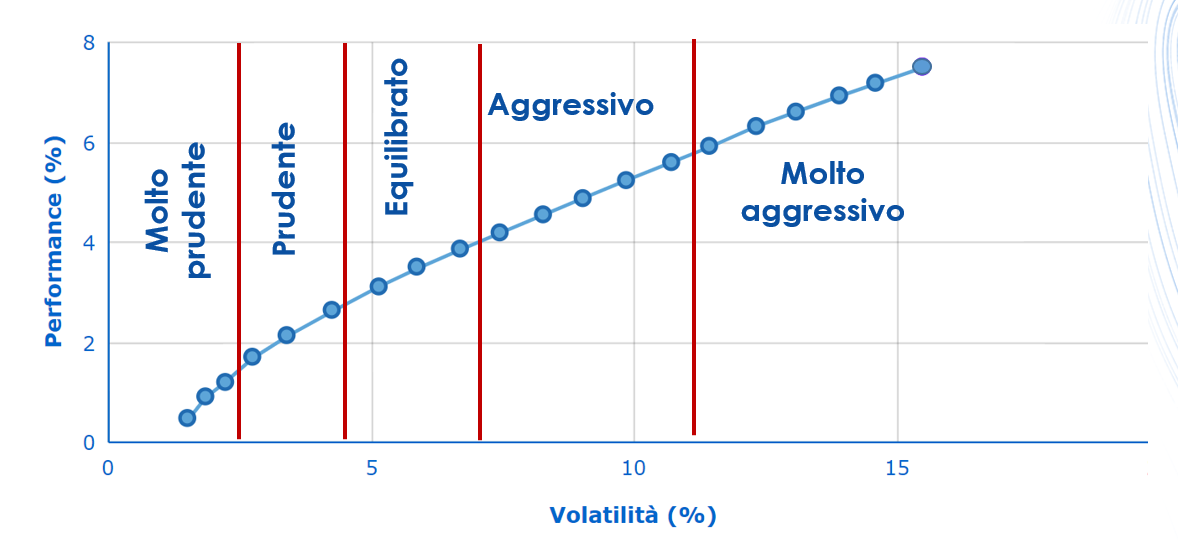 8
6
4
2
0
Performance (%)
Molto
prudente
Prudente
Equilibrato
Aggressivo
Molto
aggressivo
0
5
10
15
Volatilità (%)